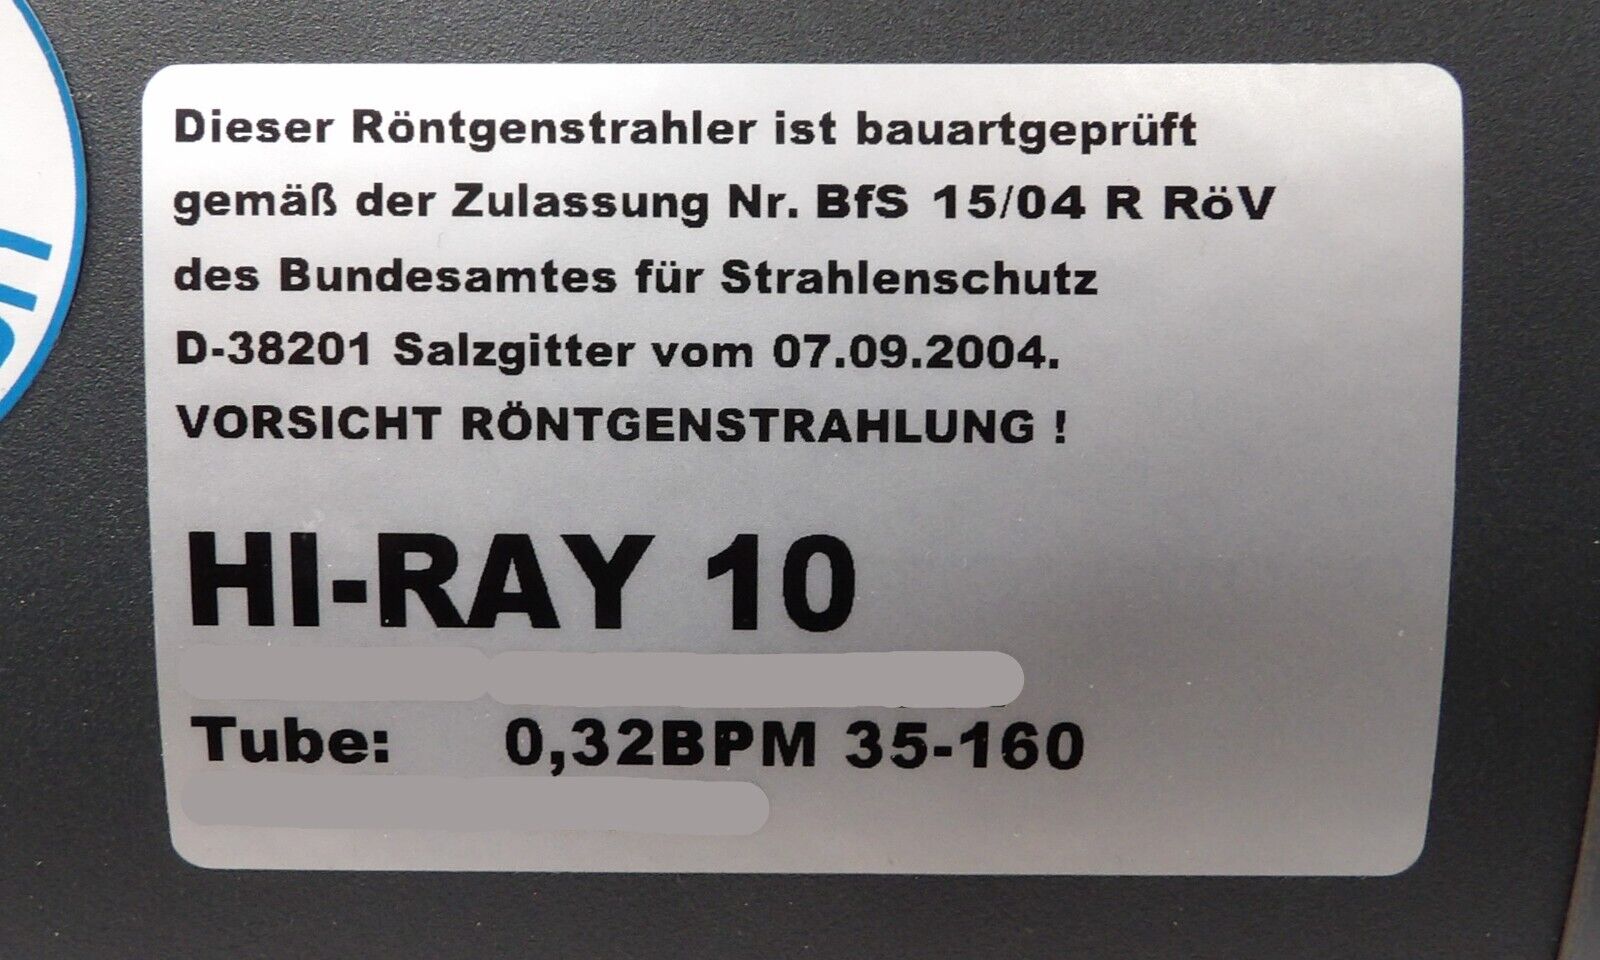 Dieser Röntgenstrahler ist bauartgeprüft
gemäß der Zulassung Nr. BfS 15/04 R RöV
des Bundesamtes für Strahlenschutz
D-38201 Salzgitter vom 07.09.2004.
VORSICHT RÖNTGENSTRAHLUNG !
HI-RAY 10
Tube: 0,32BPM 35-160